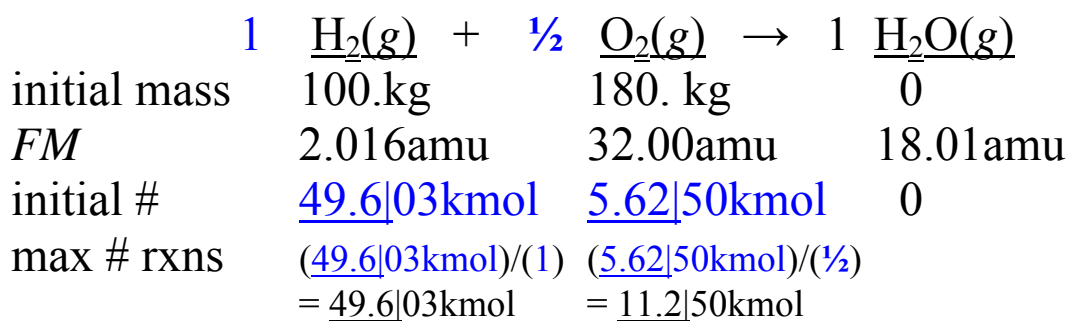 1 H₂(g) + ½ O₂(g) → 1 H₂O(g)
initial mass 100.kg 180. kg 0
FM 2.016amu 32.00amu 18.01amu
initial # 49.6|03kmol 5.62|50kmol 0
max # rxns (49.6|03kmol)/(1) (5.62|50kmol)/(½)
= 49.6|03kmol = 11.2|50kmol